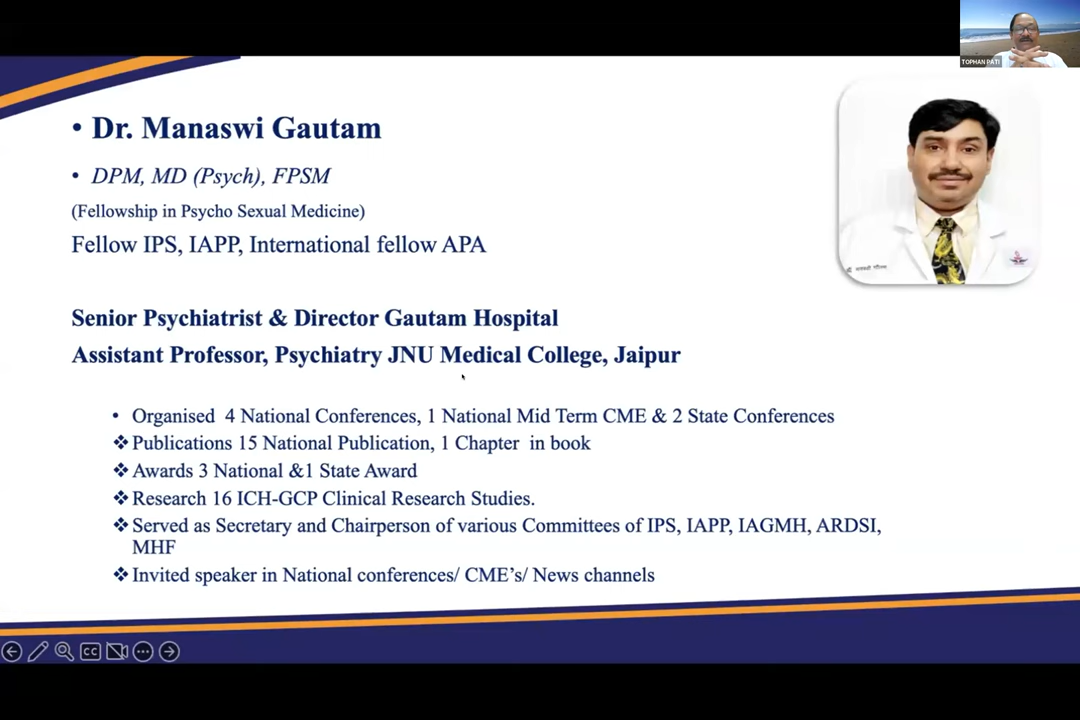 TOPHAN PATI
• Dr. Manaswi Gautam
• DPM, MD (Psych), FPSM
(Fellowship in Psycho Sexual Medicine)
Fellow IPS, IAPP, International fellow APA
Senior Psychiatrist & Director Gautam Hospital
Assistant Professor, Psychiatry JNU Medical College, Jaipur
• Organised 4 National Conferences, 1 National Mid Term CME & 2 State Conferences
❖ Publications 15 National Publication, 1 Chapter in book
❖ Awards 3 National &1 State Award
❖ Research 16 ICH-GCP Clinical Research Studies.
❖ Served as Secretary and Chairperson of various Committees of IPS, IAPP, IAGMH, ARDSI,
MHF
❖ Invited speaker in National conferences/ CME's/ News channels
CC